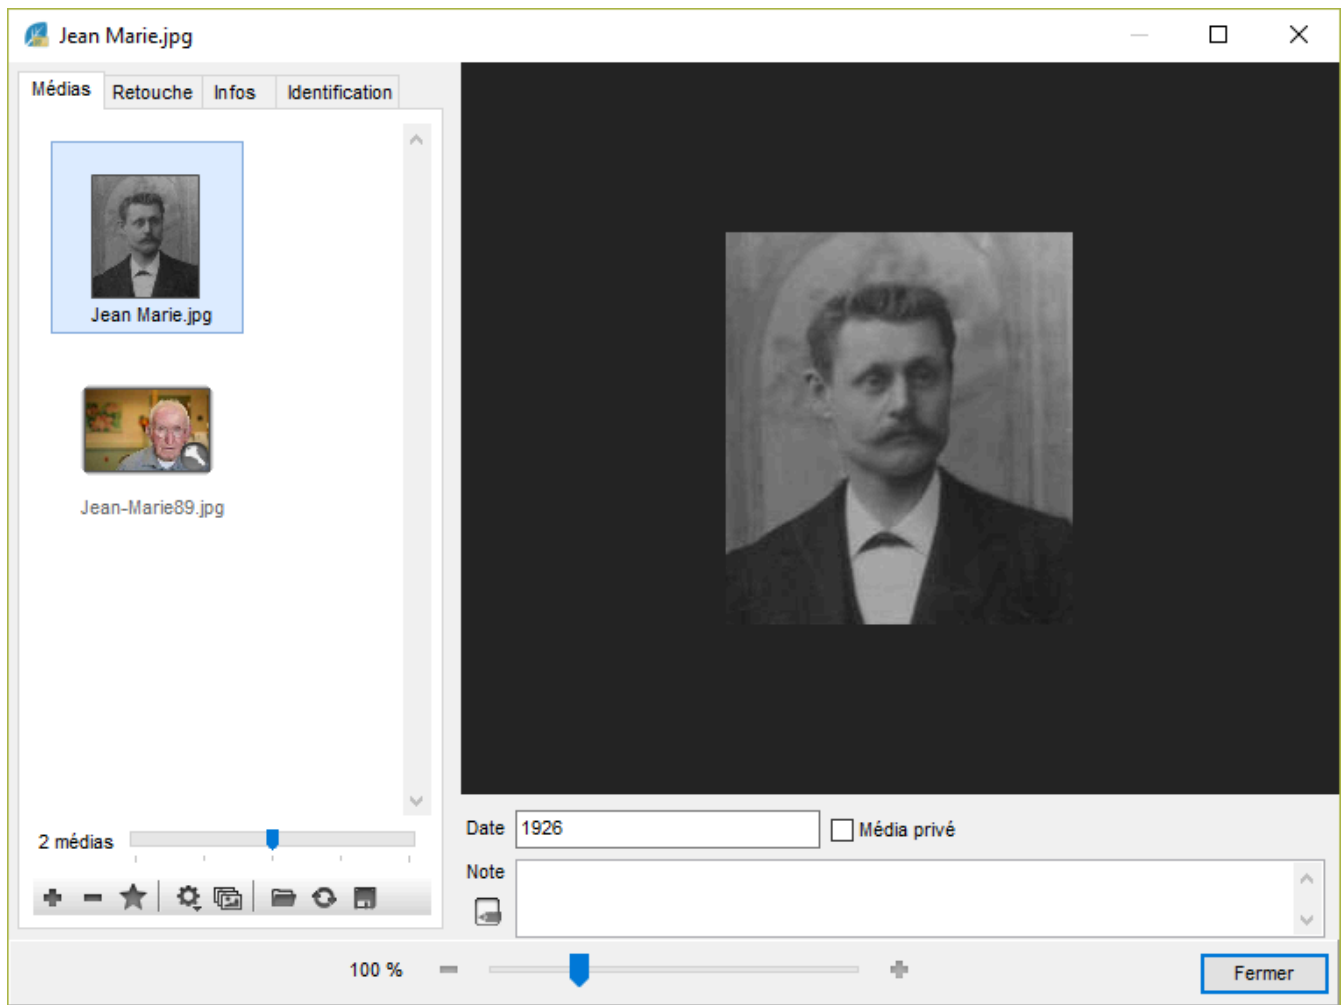 Jean Marie.jpg
Médias Retouche Infos Identification
Jean Marie.jpg
Jean-Marie89.jpg
2 médias
Date 1926 Média privé
Note
100 %
Fermer